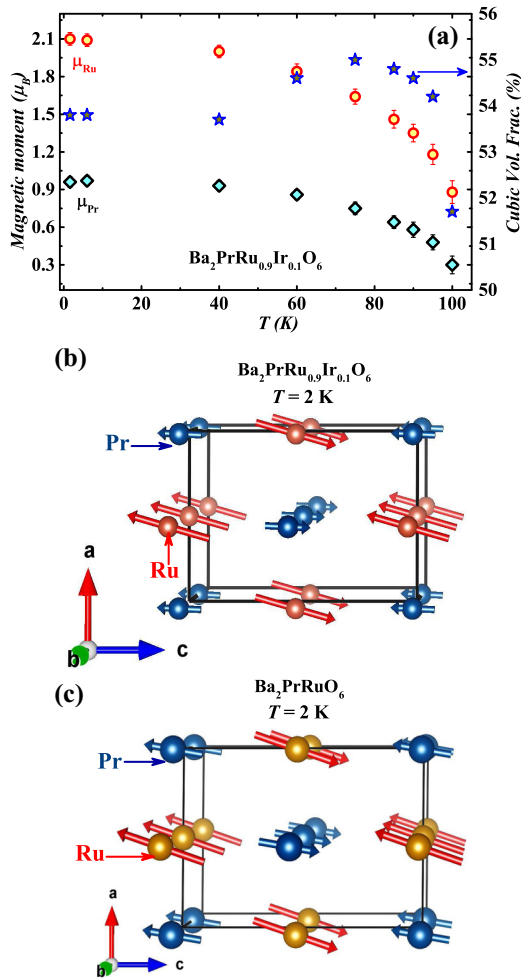 (a)
Magnetic moment (μB)
2.1
1.8
1.5
1.2
0.9
0.6
0.3
μRu
μPr
Ba2PrRu0.9Ir0.1O6
56
55
54
53
52
51
50
Cubic Vol. Frac. (%)
0 20 40 60 80 100
T (K)
(b)
Ba2PrRu0.9Ir0.1O6
T = 2 K
Pr
Ru
a
b
c
(c)
Ba2PrRuO6
T = 2 K
Pr
Ru
a
b
c